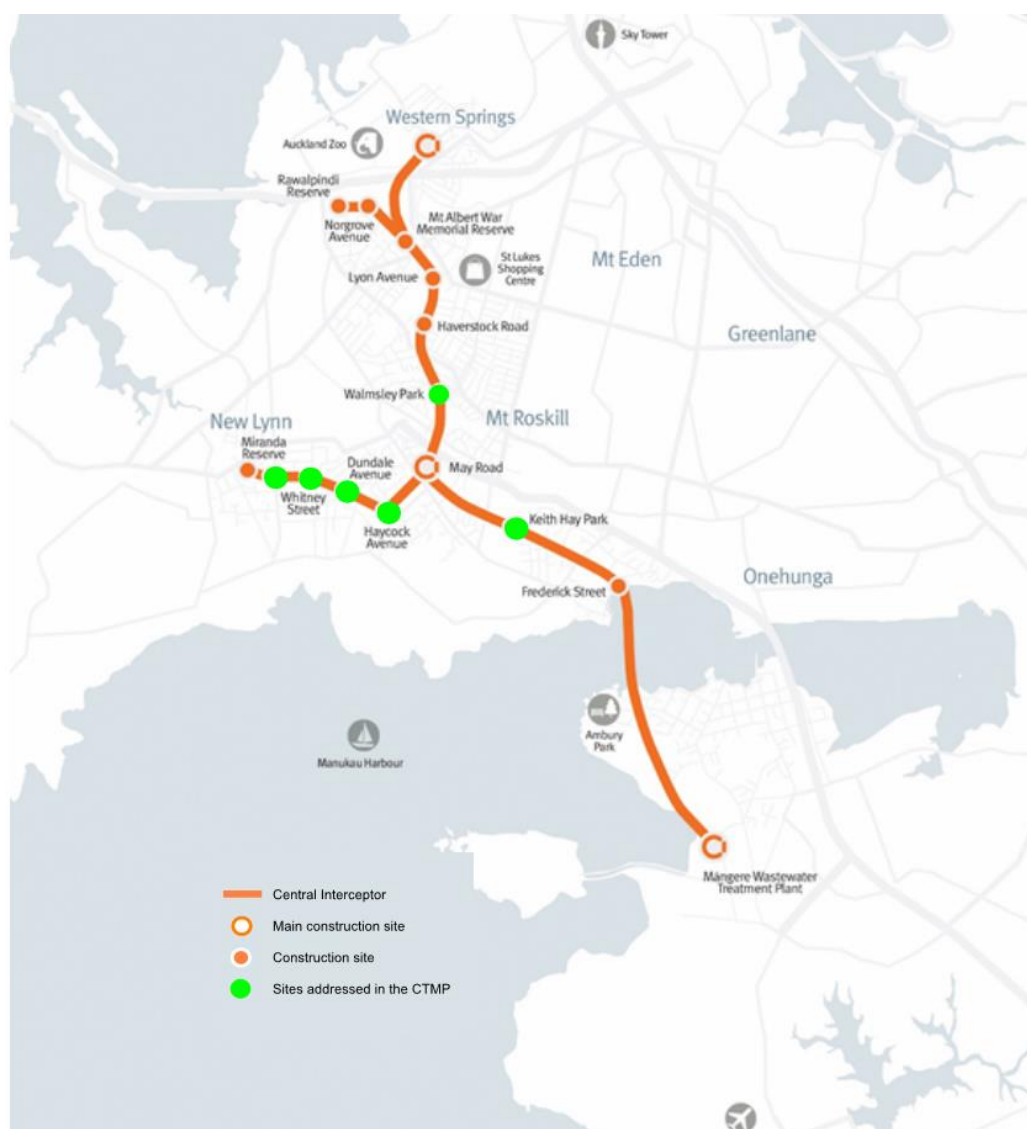 Sky Tower
Western Springs
Auckland Zoo
Rawalpindi
Reserve
Norgrove
Avenue
Mt Albert War
Memorial Reserve
St Lukes
Shopping
Centre
Lyon Avenue
Mt Eden
Haverstock Road
Greenlane
Walmsley Park
New Lynn
Mt Roskill
Miranda
Reserve
Dundale
Avenue
May Road
Whitney
Street
Haycock
Avenue
Keith Hay Park
Onehunga
Frederick Street
Ambury
Park
Manukau Harbour
Māngere Wastewater
Treatment Plant
Central Interceptor
Main construction site
Construction site
Sites addressed in the CTMP